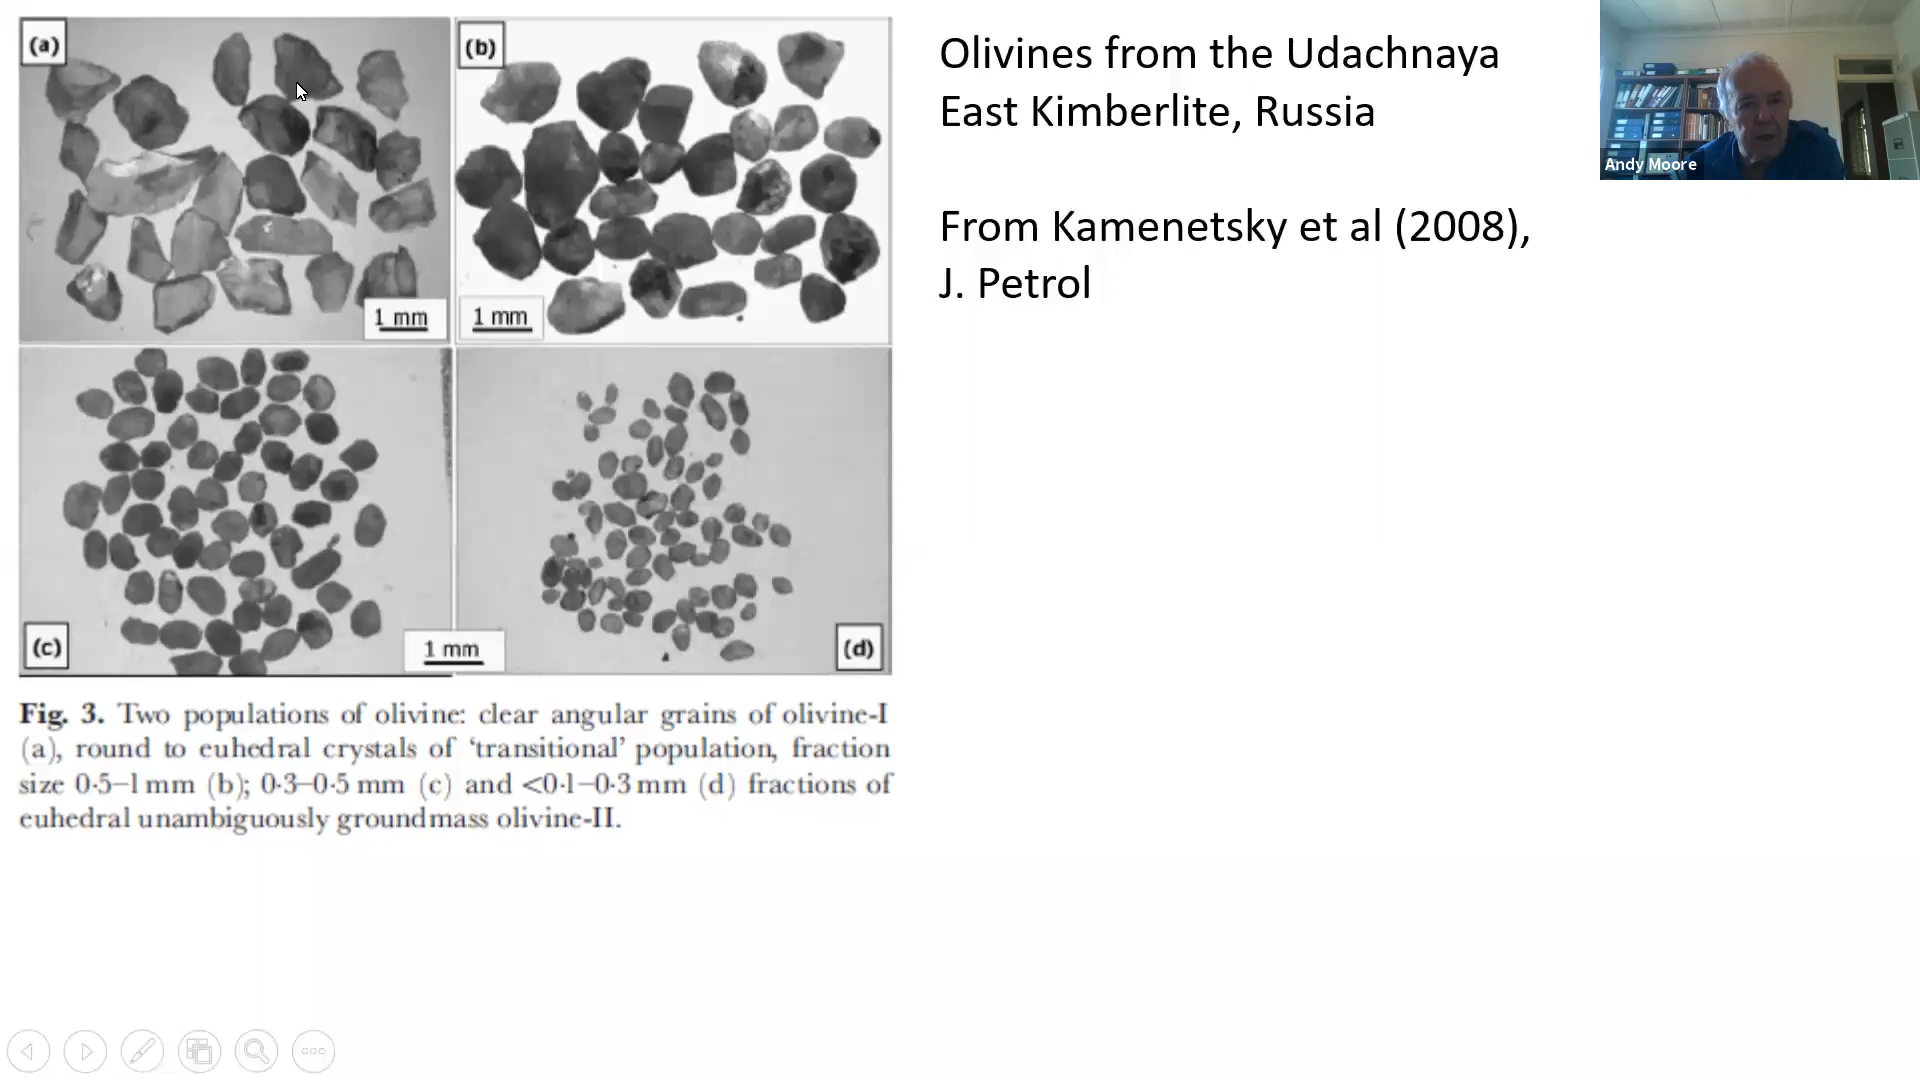 (a)
(b)
Olivines from the Udachnaya
East Kimberlite, Russia
Andy Moore
From Kamenetsky et al (2008),
J. Petrol
1 mm
1 mm
(c)
1 mm
(d)
Fig. 3. Two populations of olivine: clear angular grains of olivine-I
(a), round to euhedral crystals of ‘transitional’ population, fraction
size 0·5–1 mm (b); 0·3–0·5 mm (c) and <0·1–0·3 mm (d) fractions of
euhedral unambiguously groundmass olivine-II.